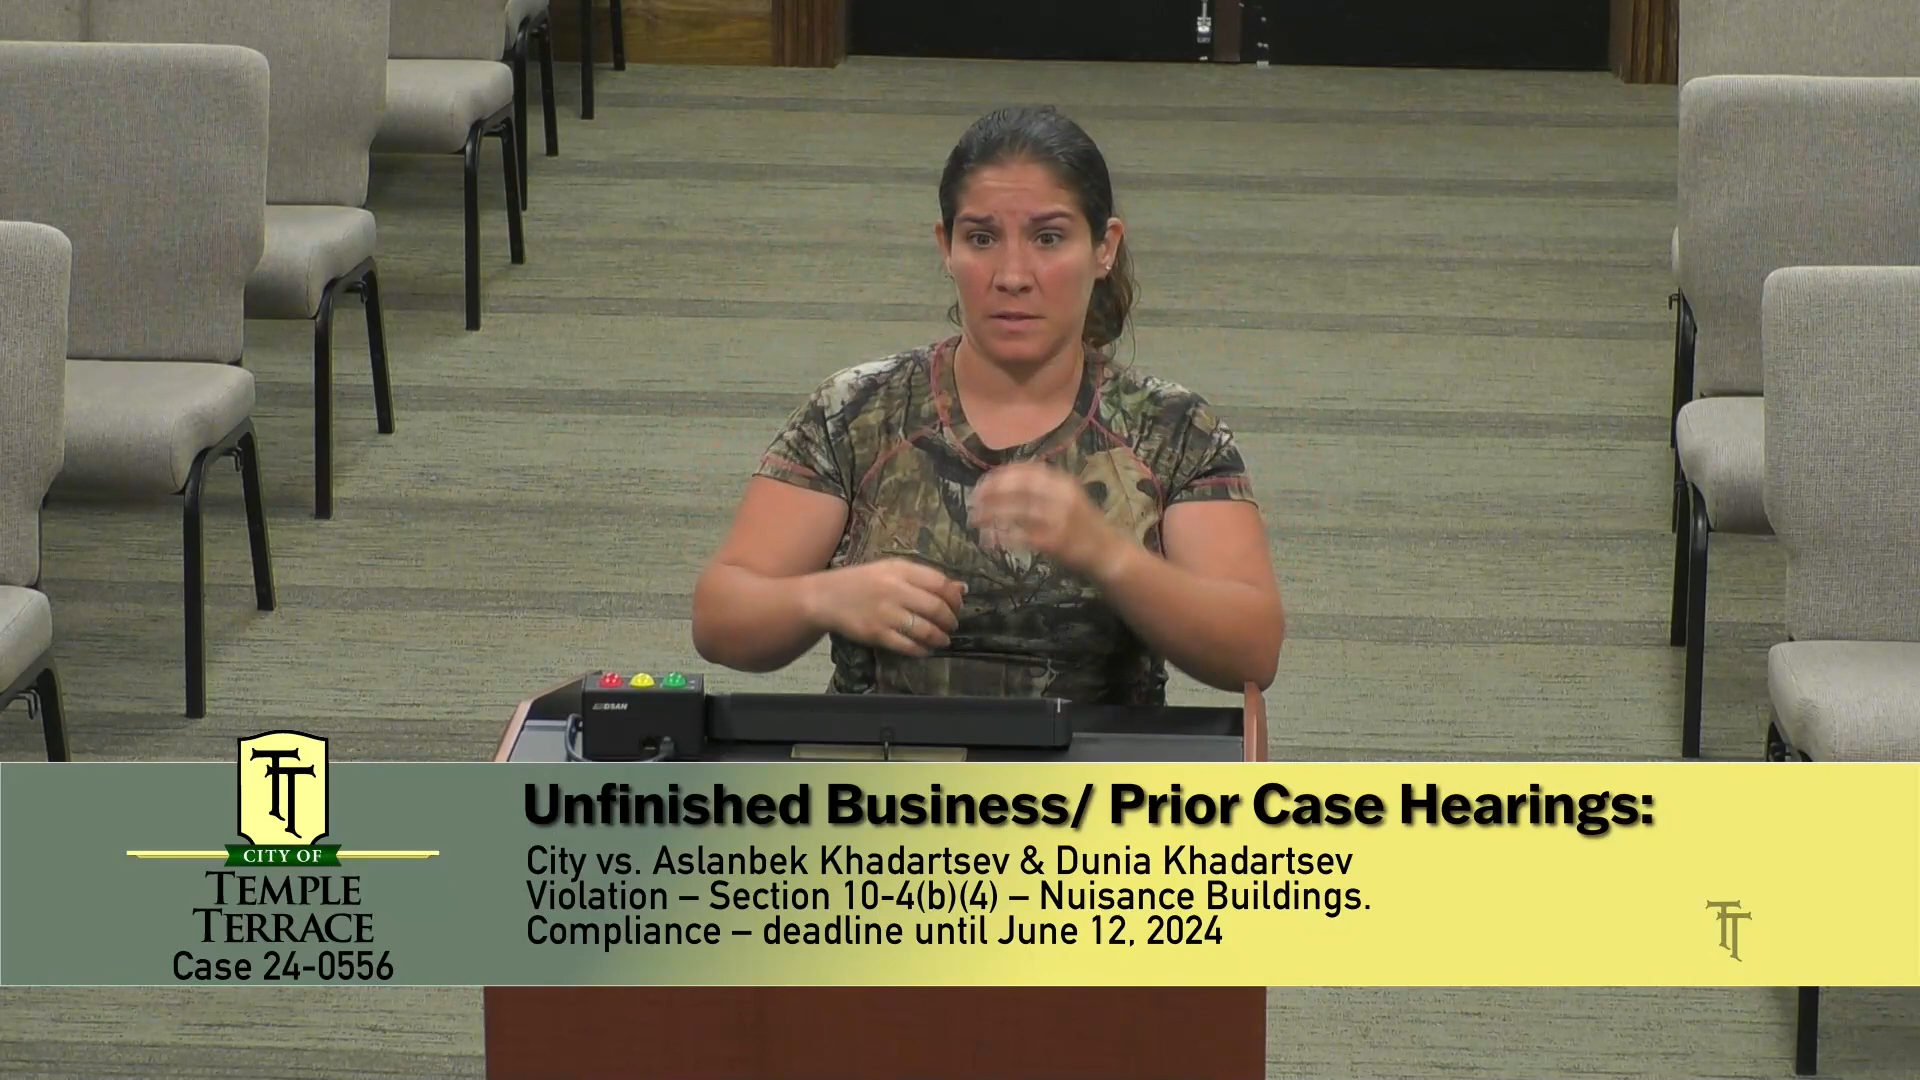 DSAN
TT
CITY OF
TEMPLE
TERRACE
Case 24-0556
Unfinished Business/ Prior Case Hearings:
City vs. Aslanbek Khadartsev & Dunia Khadartsev
Violation – Section 10-4(b)(4) – Nuisance Buildings.
Compliance – deadline until June 12, 2024
TT